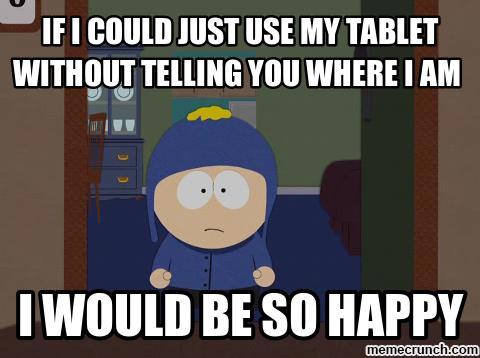 IF I COULD JUST USE MY TABLET
WITHOUT TELLING YOU WHERE I AM
I WOULD BE SO HAPPY
memecrunch.com